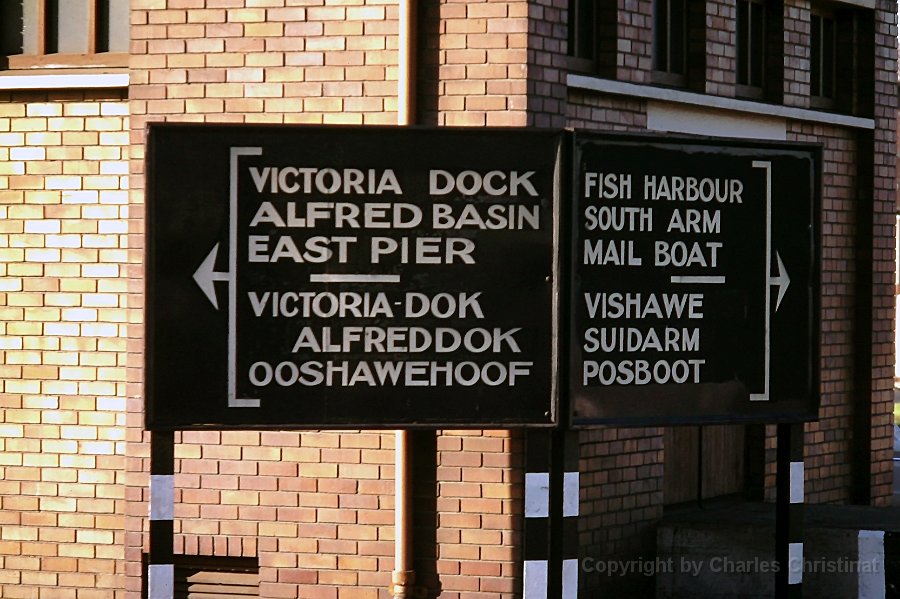 VICTORIA DOCK
ALFRED BASIN
EAST PIER
VICTORIA-DOK
ALFREDDOK
OOSHAWEHOOF
FISH HARBOUR
SOUTH ARM
MAIL BOAT
VISHAWE
SUIDARM
POSBOOT
Copyright by Charles Christinat